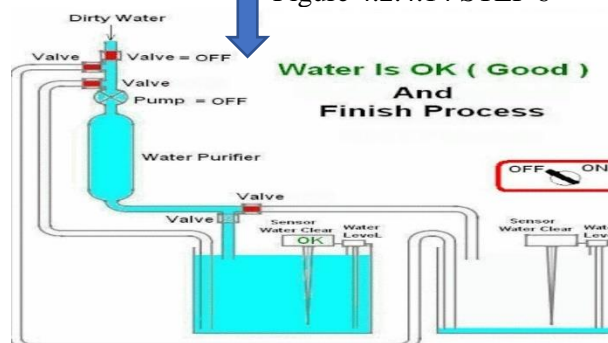 Dirty Water
Valve
Valve = OFF
Valve
Pump = OFF
Water Is OK ( Good )
And
Finish Process
Water Purifier
OFF
ON
Valve
Valve
Sensor
Water Clear
OK
Water
Level
Sensor
Water Clear